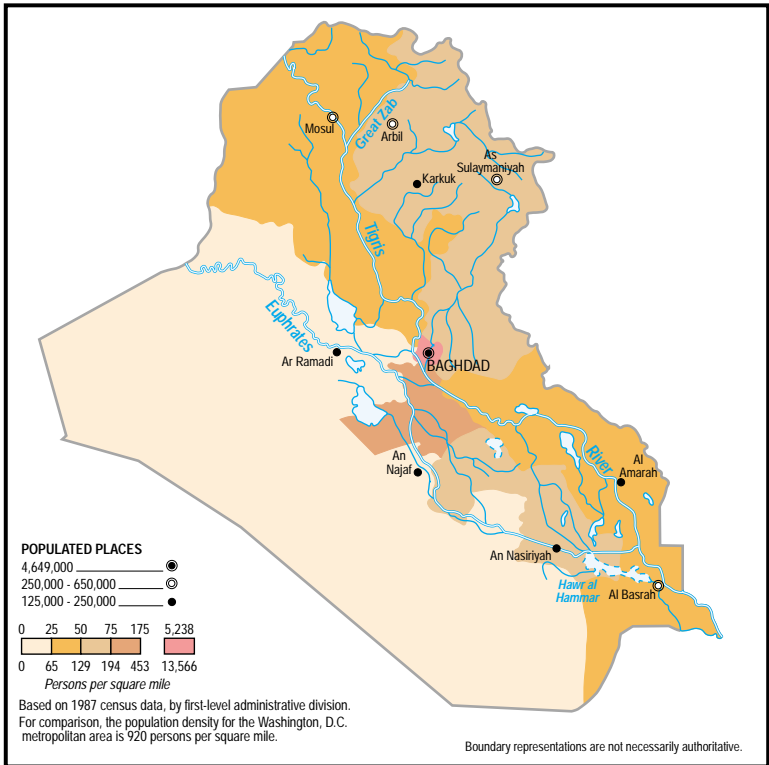 Mosul
Great Zab
Arbil
As
Sulaymaniyah
Karkuk
Tigris
Euphrates
Ar Ramadi
BAGHDAD
An
Najaf
River
Al
Amarah
An Nasiriyah
Hawr al
Hammar
Al Basrah
POPULATED PLACES
4,649,000
250,000 - 650,000
125,000 - 250,000
0 25 50 75 175 5,238
0 65 129 194 453 13,566
Persons per square mile
Based on 1987 census data, by first-level administrative division.
For comparison, the population density for the Washington, D.C.
metropolitan area is 920 persons per square mile.
Boundary representations are not necessarily authoritative.